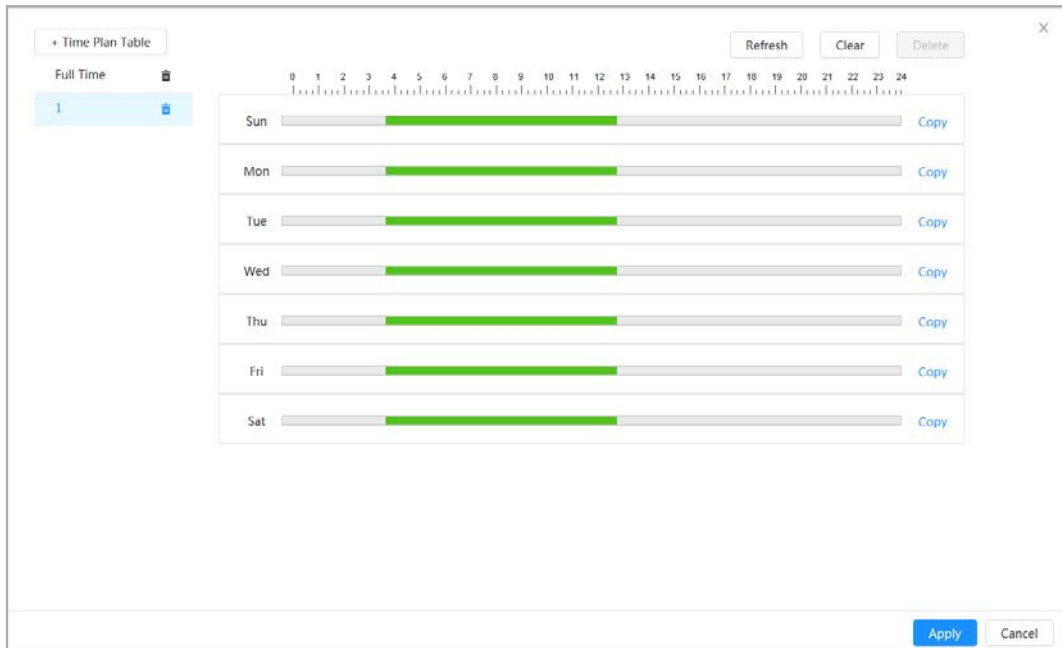 + Time Plan Table
Refresh Clear Delete
Full Time
0 1 2 3 4 5 6 7 8 9 10 11 12 13 14 15 16 17 18 19 20 21 22 23 24
1
Sun Copy
Mon Copy
Tue Copy
Wed Copy
Thu Copy
Fri Copy
Sat Copy
Apply Cancel